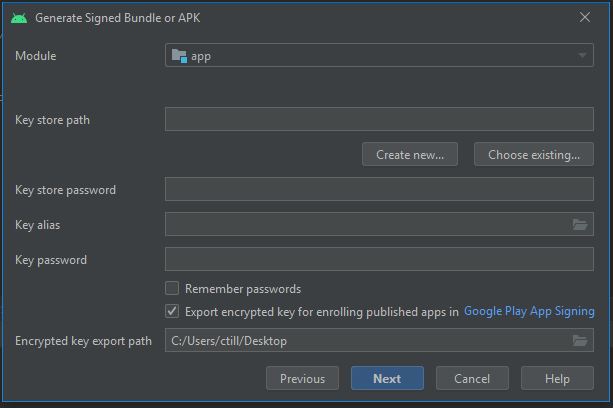 Generate Signed Bundle or APK
Module
app
Key store path
Create new...
Choose existing...
Key store password
Key alias
Key password
Remember passwords
Export encrypted key for enrolling published apps in Google Play App Signing
Encrypted key export path
C:/Users/ctill/Desktop
Previous
Next
Cancel
Help